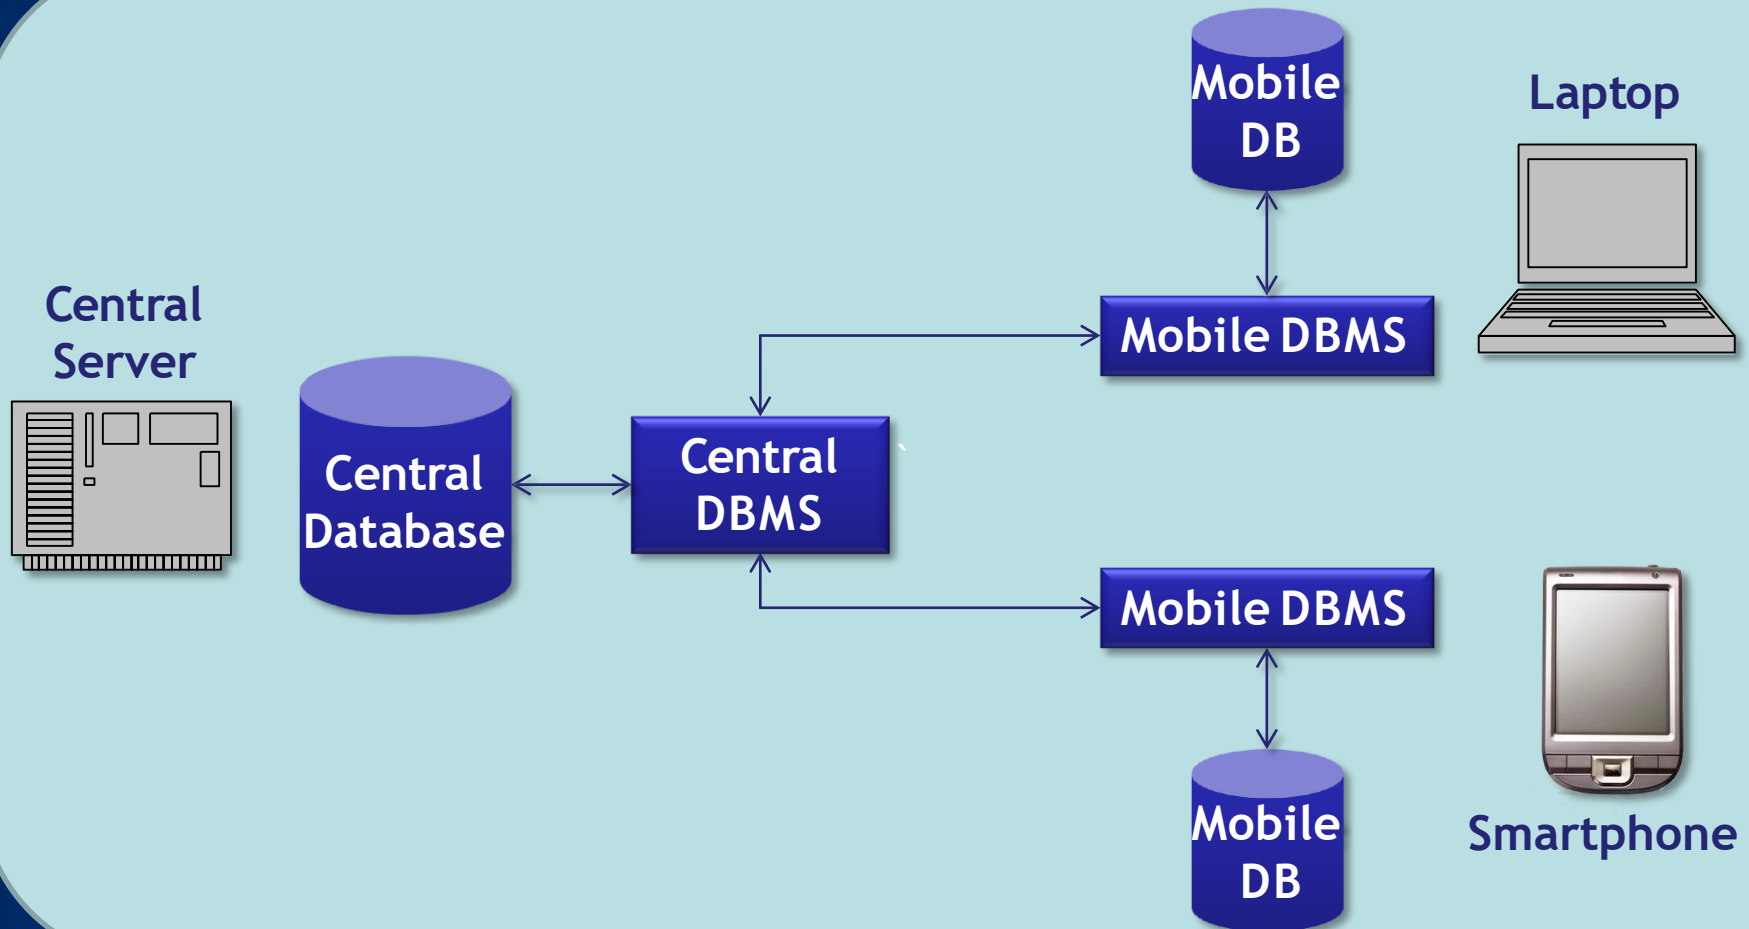 Mobile
DB
Laptop
Central
Server
Mobile DBMS
Central
Database
Central
DBMS
`
Mobile DBMS
Mobile
DB
Smartphone